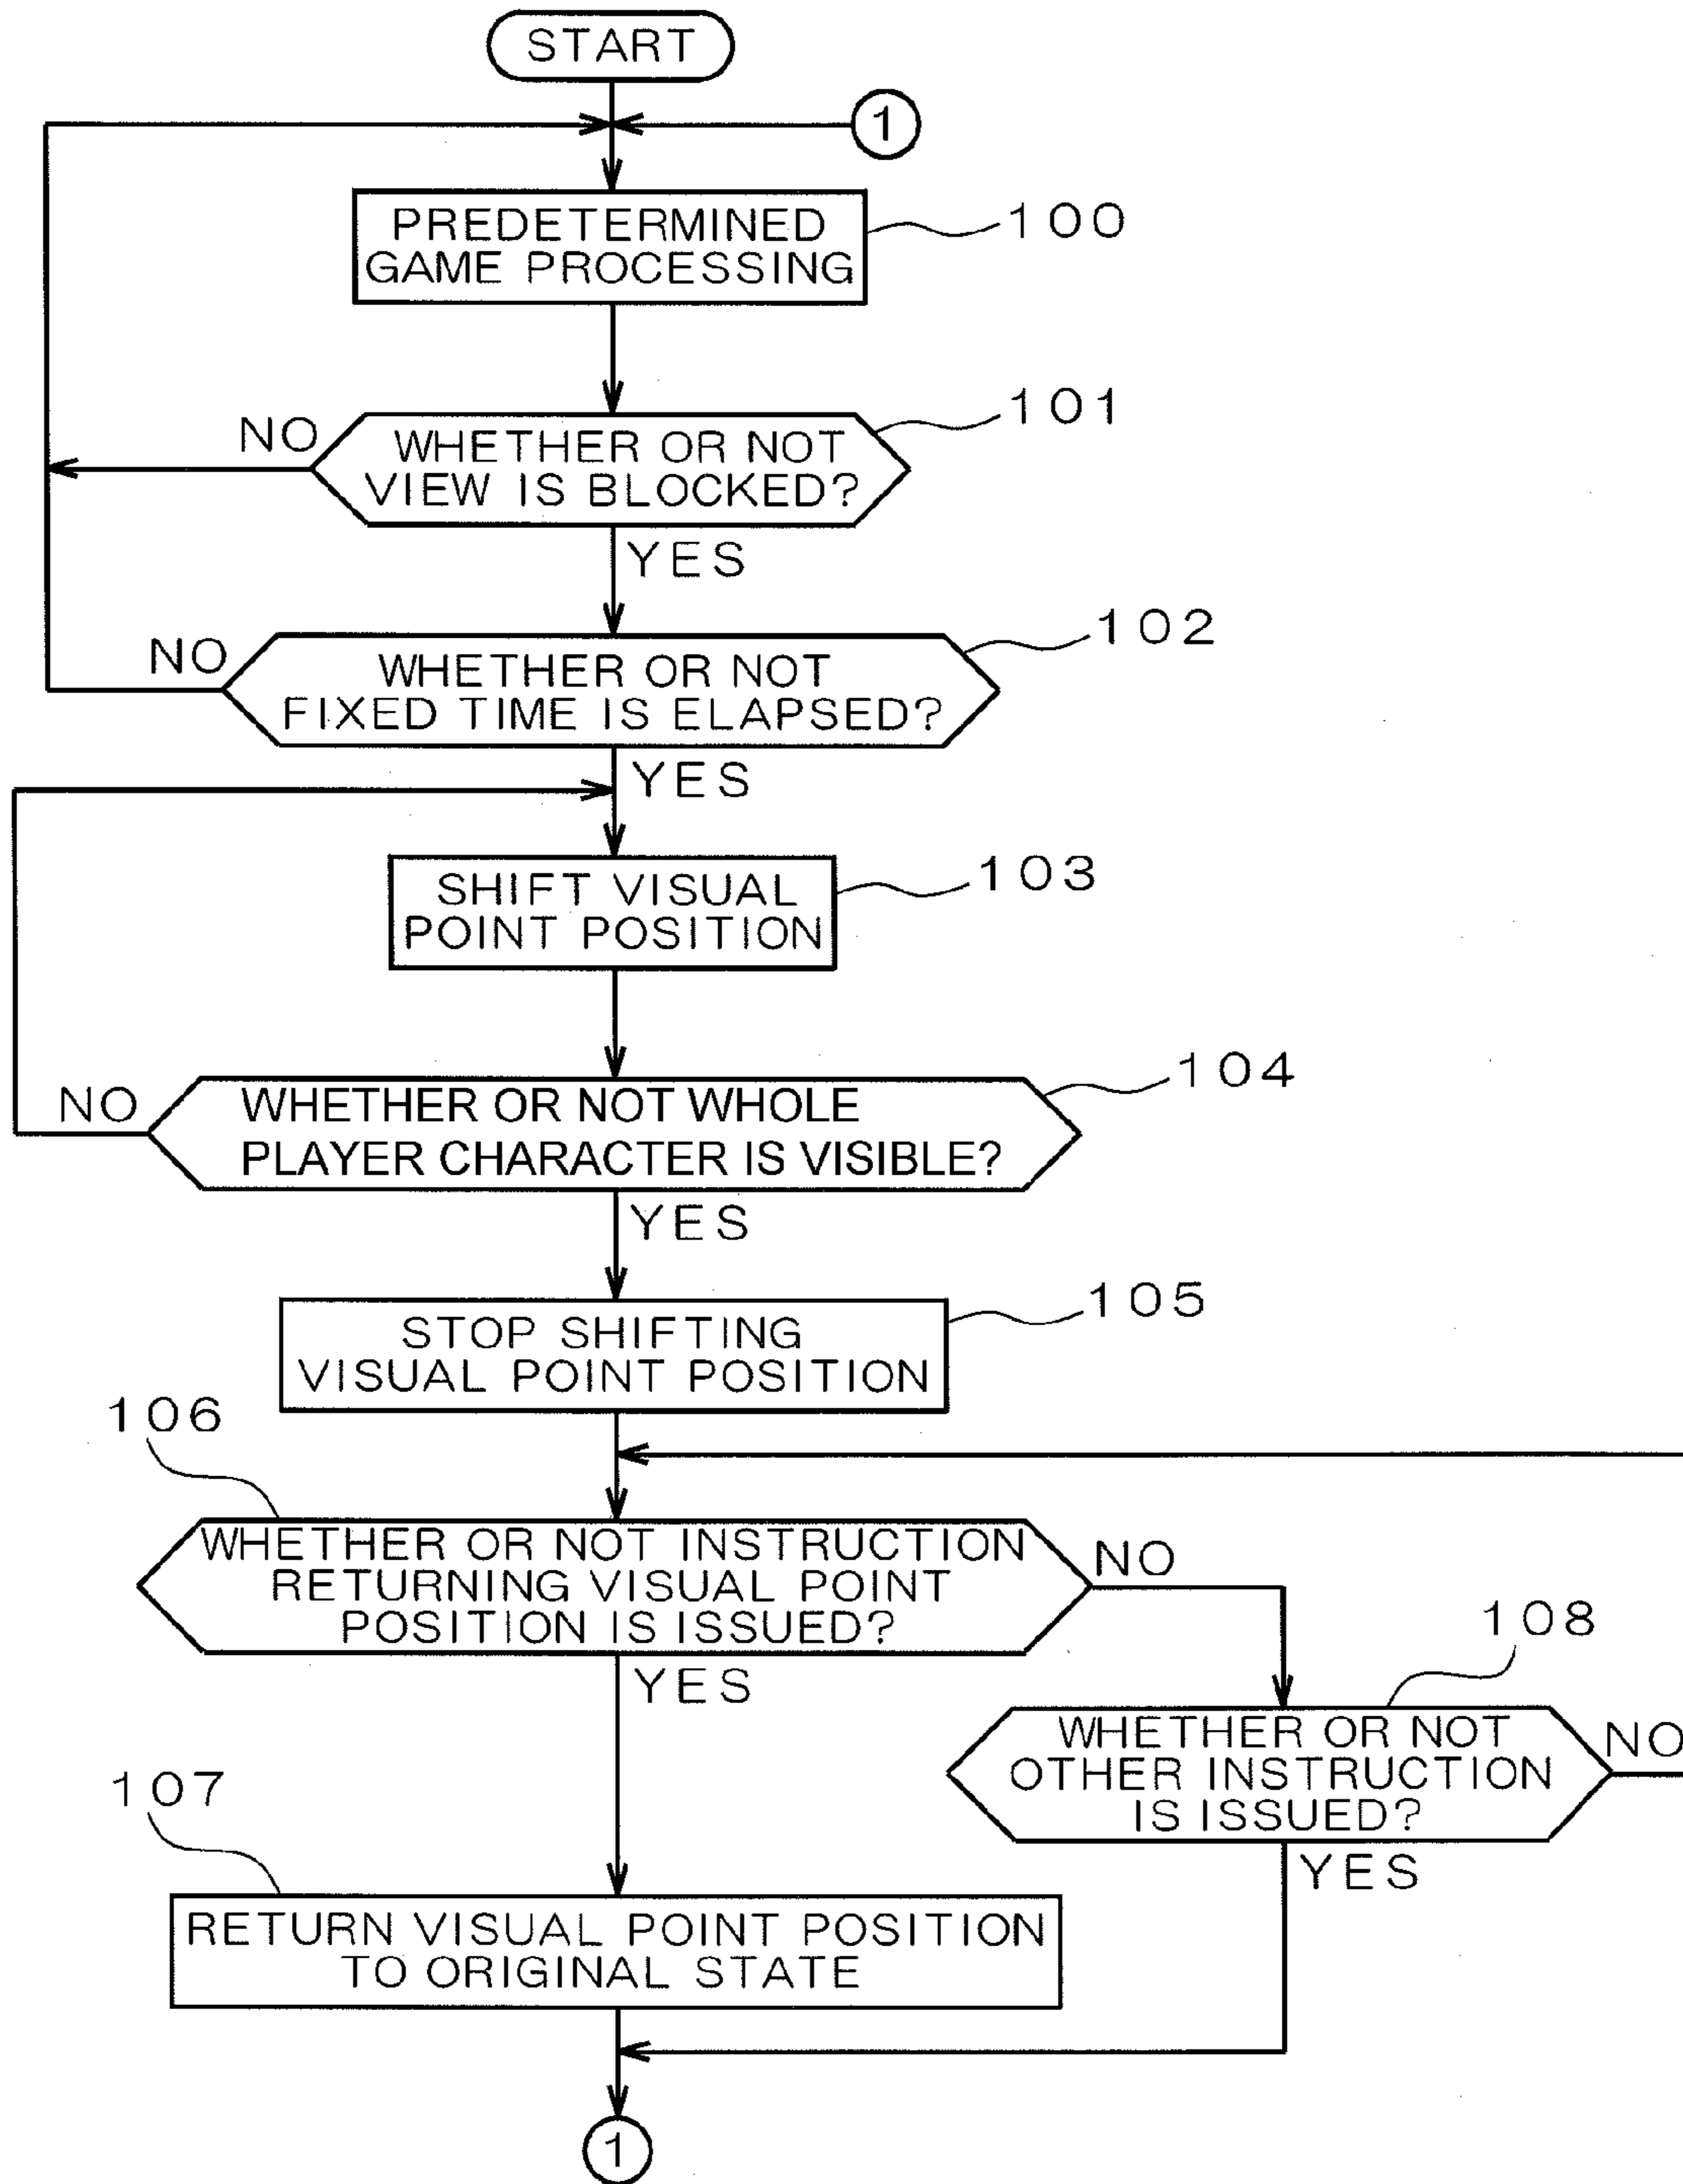 START
1
PREDETERMINED
GAME PROCESSING
100
101
NO
WHETHER OR NOT
VIEW IS BLOCKED?
YES
102
NO
WHETHER OR NOT
FIXED TIME IS ELAPSED?
YES
103
SHIFT VISUAL
POINT POSITION
104
NO
WHETHER OR NOT WHOLE
PLAYER CHARACTER IS VISIBLE?
YES
105
STOP SHIFTING
VISUAL POINT POSITION
106
WHETHER OR NOT INSTRUCTION
RETURNING VISUAL POINT
POSITION IS ISSUED?
NO
YES
108
WHETHER OR NOT
OTHER INSTRUCTION
IS ISSUED?
NO
YES
107
RETURN VISUAL POINT POSITION
TO ORIGINAL STATE
1